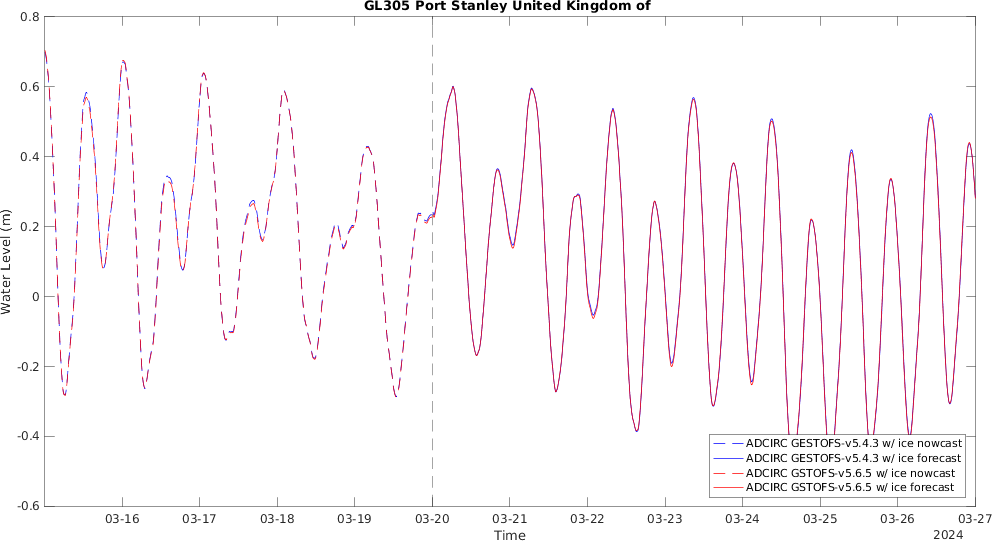 GL305 Port Stanley United Kingdom of
Water Level (m)
0.8
0.6
0.4
0.2
0
-0.2
-0.4
-0.6
ADCIRC GESTOFS-v5.4.3 w/ ice nowcast
ADCIRC GESTOFS-v5.4.3 w/ ice forecast
ADCIRC GSTOFS-v5.6.5 w/ ice nowcast
ADCIRC GSTOFS-v5.6.5 w/ ice forecast
03-16 03-17 03-18 03-19 03-20 03-21 03-22 03-23 03-24 03-25 03-26 03-27
Time
2024